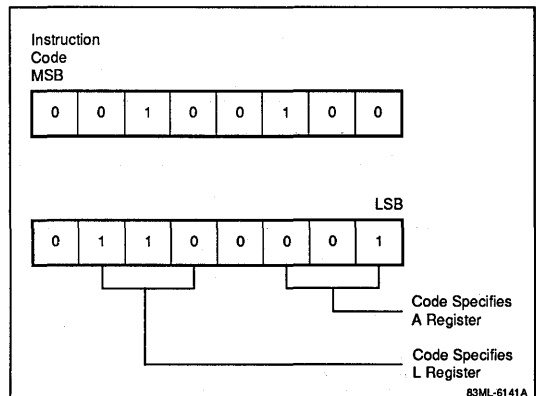 Instruction
Code
MSB
0 0 1 0 0 1 0 0
LSB
0 1 1 0 0 0 0 1
Code Specifies
A Register
Code Specifies
L Register
83ML-6141A